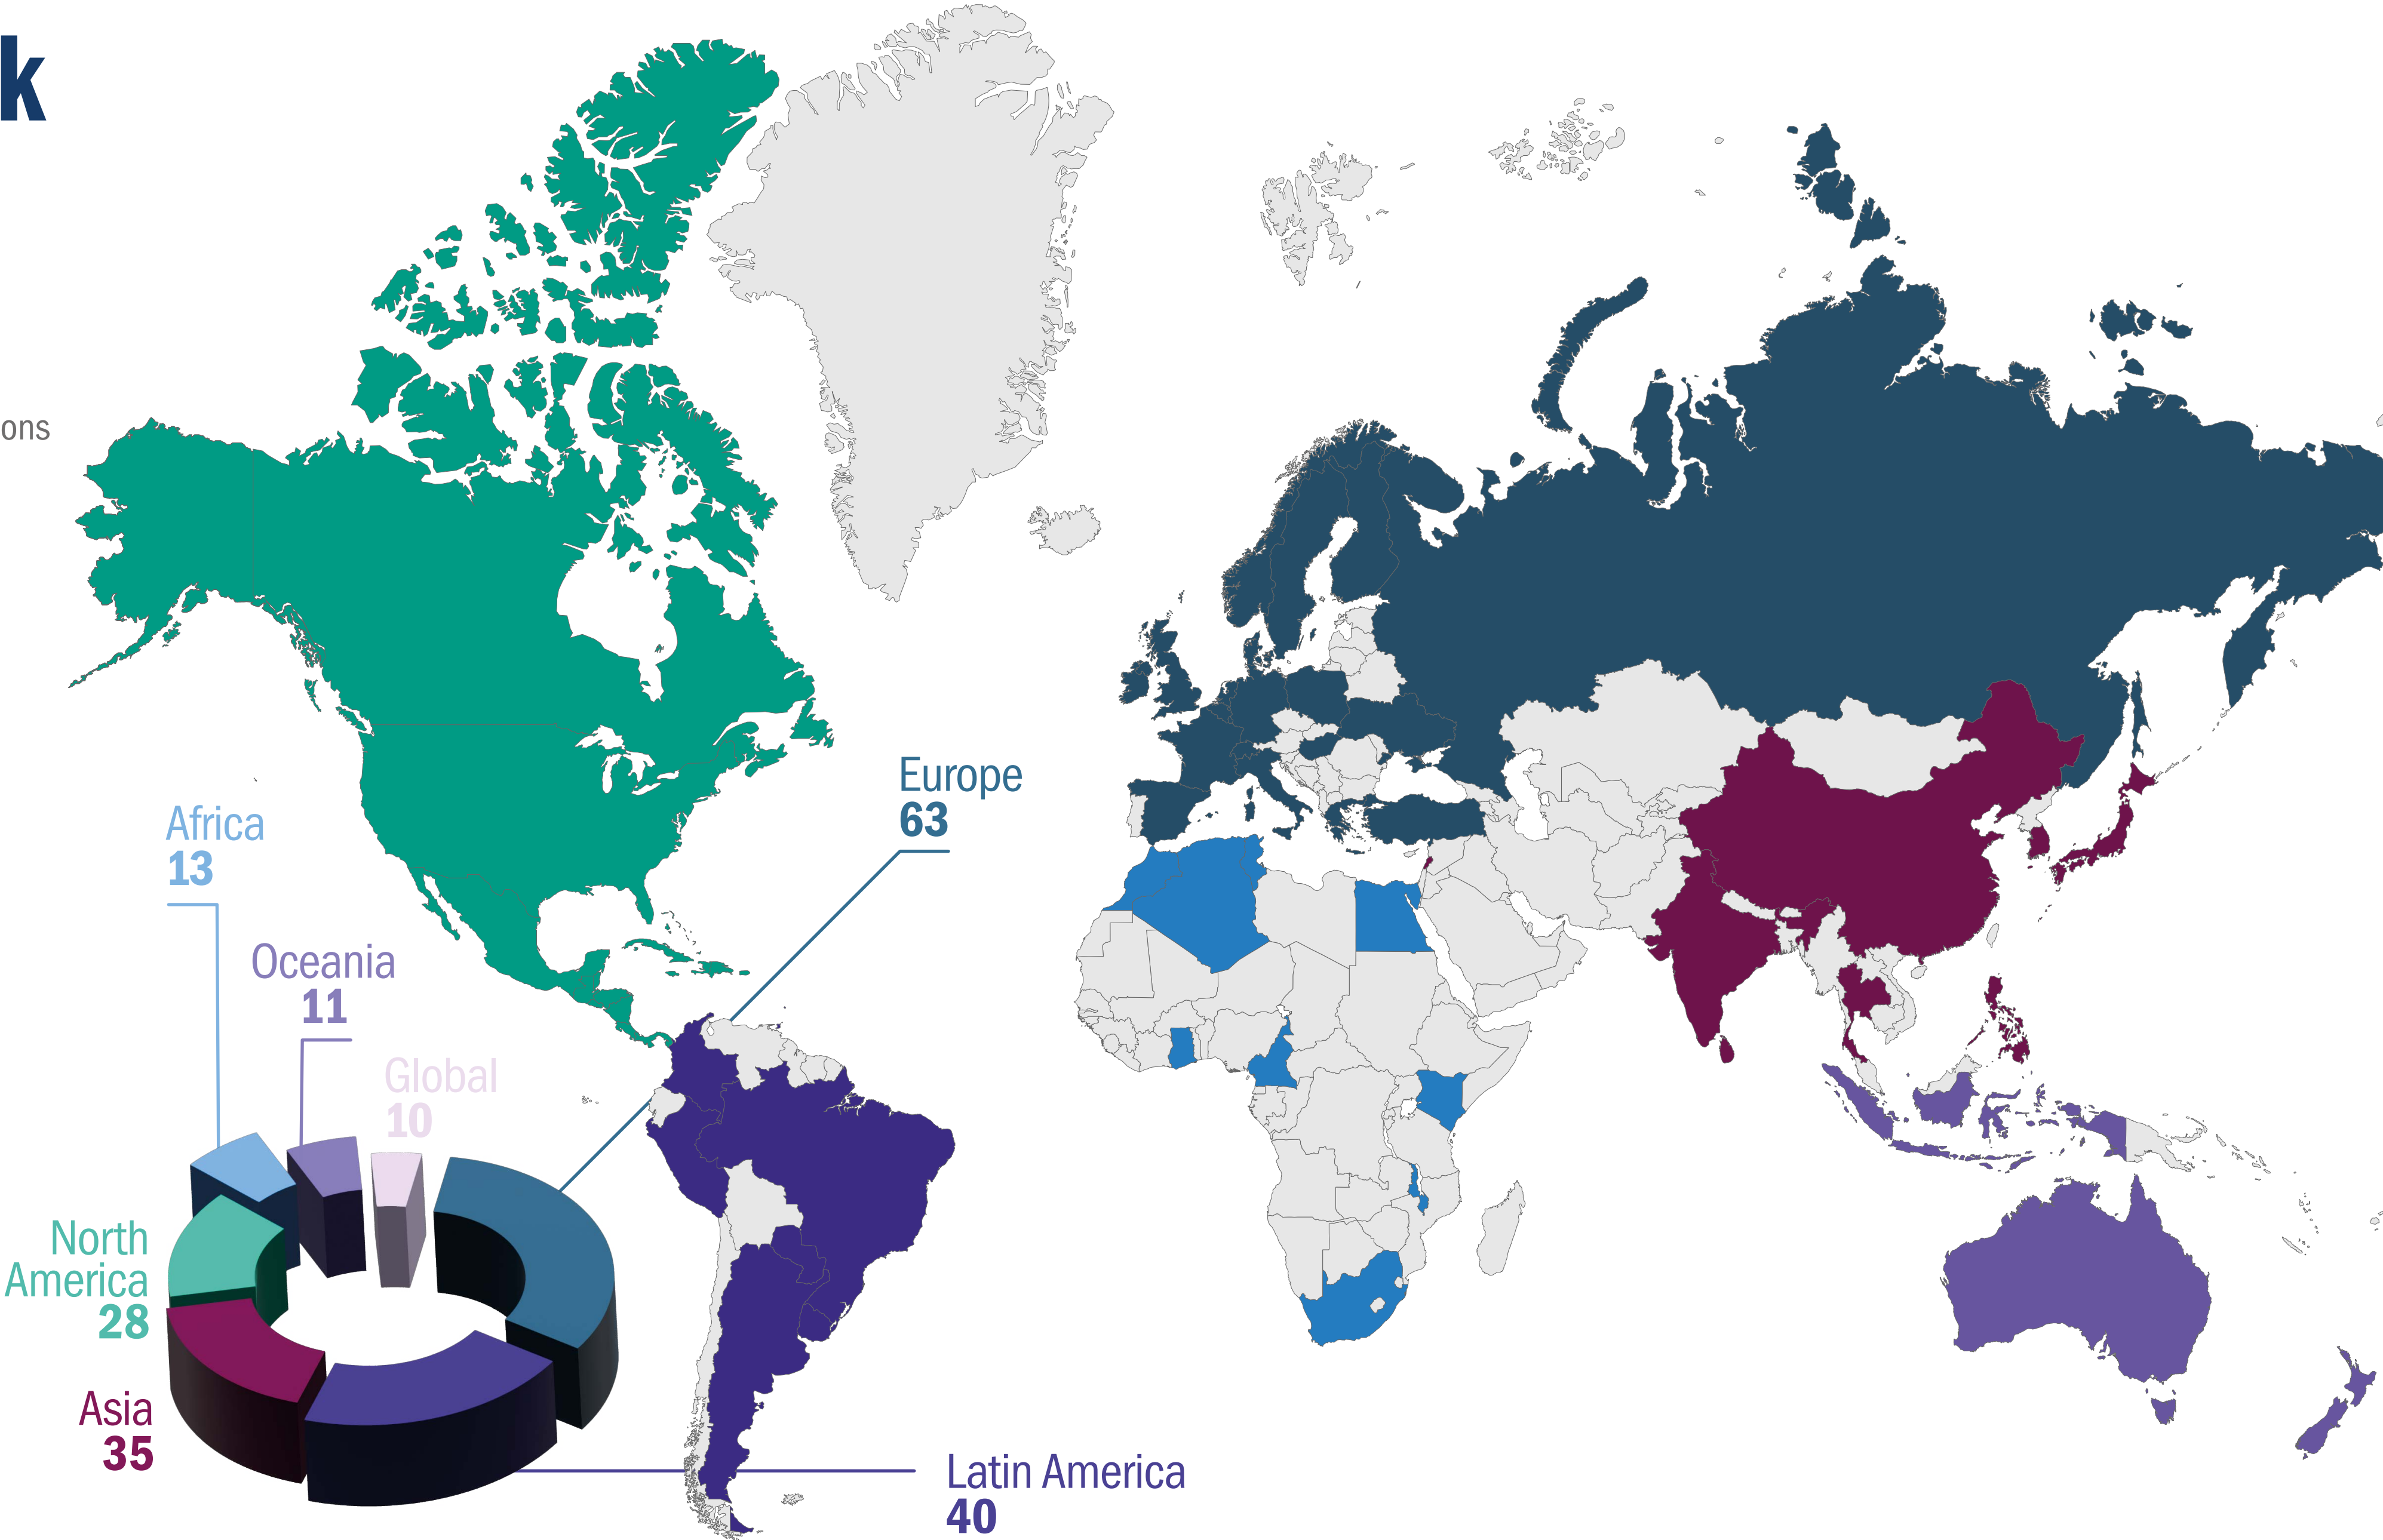 k
ons
Europe
63
Africa
13
Oceania
11
Global
10
North
America
28
Asia
35
Latin America
40